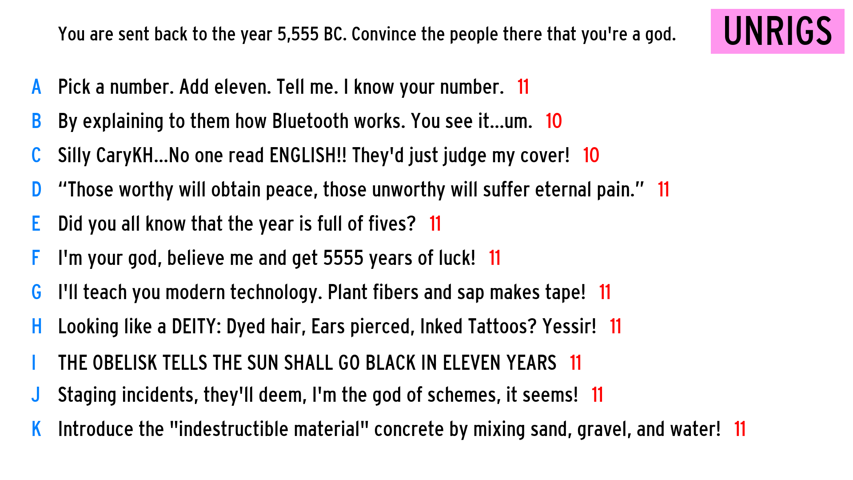 You are sent back to the year 5,555 BC. Convince the people there that you're a god.
UNRIGS
A Pick a number. Add eleven. Tell me. I know your number. 11
B By explaining to them how Bluetooth works. You see it...um. 10
C Silly CaryKH...No one read ENGLISH!! They'd just judge my cover! 10
D “Those worthy will obtain peace, those unworthy will suffer eternal pain.” 11
E Did you all know that the year is full of fives? 11
F I'm your god, believe me and get 5555 years of luck! 11
G I'll teach you modern technology. Plant fibers and sap makes tape! 11
H Looking like a DEITY: Dyed hair, Ears pierced, Inked Tattoos? Yessir! 11
I THE OBELISK TELLS THE SUN SHALL GO BLACK IN ELEVEN YEARS 11
J Staging incidents, they'll deem, I'm the god of schemes, it seems! 11
K Introduce the "indestructible material" concrete by mixing sand, gravel, and water! 11